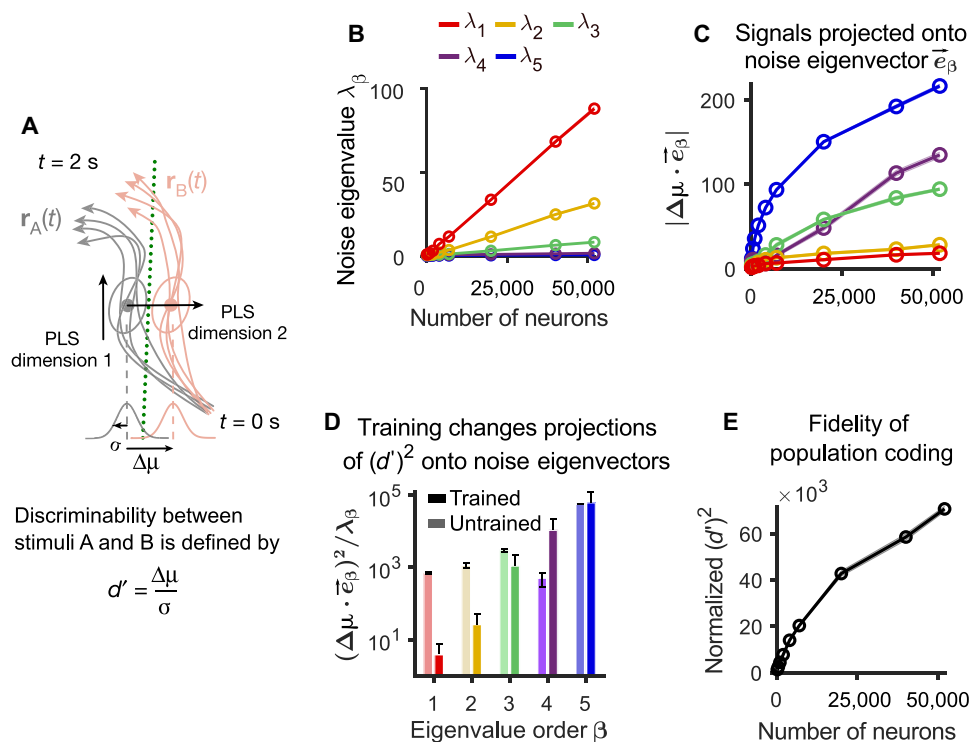 A
t = 2 s
r_A(t)
r_B(t)
PLS
dimension 1
PLS
dimension 2
t = 0 s
σ
Δμ
Discriminability between
stimuli A and B is defined by
d′ = Δμ/σ
B
λ1 λ2 λ3
λ4 λ5
Noise eigenvalue λβ
100
50
0
0 25,000 50,000
Number of neurons
C
Signals projected onto
noise eigenvector e⃗β
|Δμ · e⃗β|
200
100
0
0 25,000 50,000
Number of neurons
D
Training changes projections
of (d′)² onto noise eigenvectors
(Δμ · e⃗β)²/λβ
10⁵
10³
10¹
Trained
Untrained
1 2 3 4 5
Eigenvalue order β
E
Fidelity of
population coding
× 10³
Normalized (d′)²
60
40
20
0
0 25,000 50,000
Number of neurons